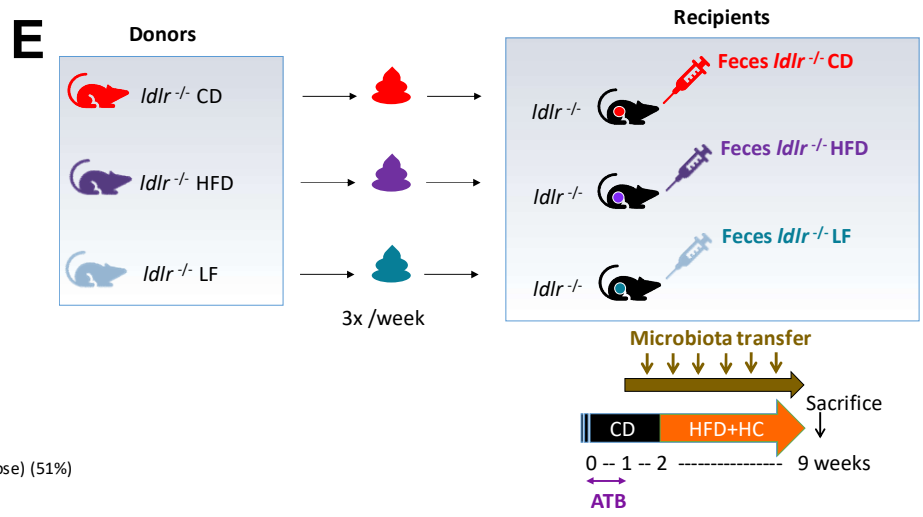 E
Donors
Recipients
ldlr -/- CD
ldlr -/- HFD
ldlr -/- LF
3x /week
Feces ldlr -/- CD
ldlr -/-
Feces ldlr -/- HFD
ldlr -/-
Feces ldlr -/- LF
ldlr -/-
Microbiota transfer
Sacrifice
CD
HFD+HC
0 -- 1 -- 2 ---------------- 9 weeks
ATB
ose) (51%)